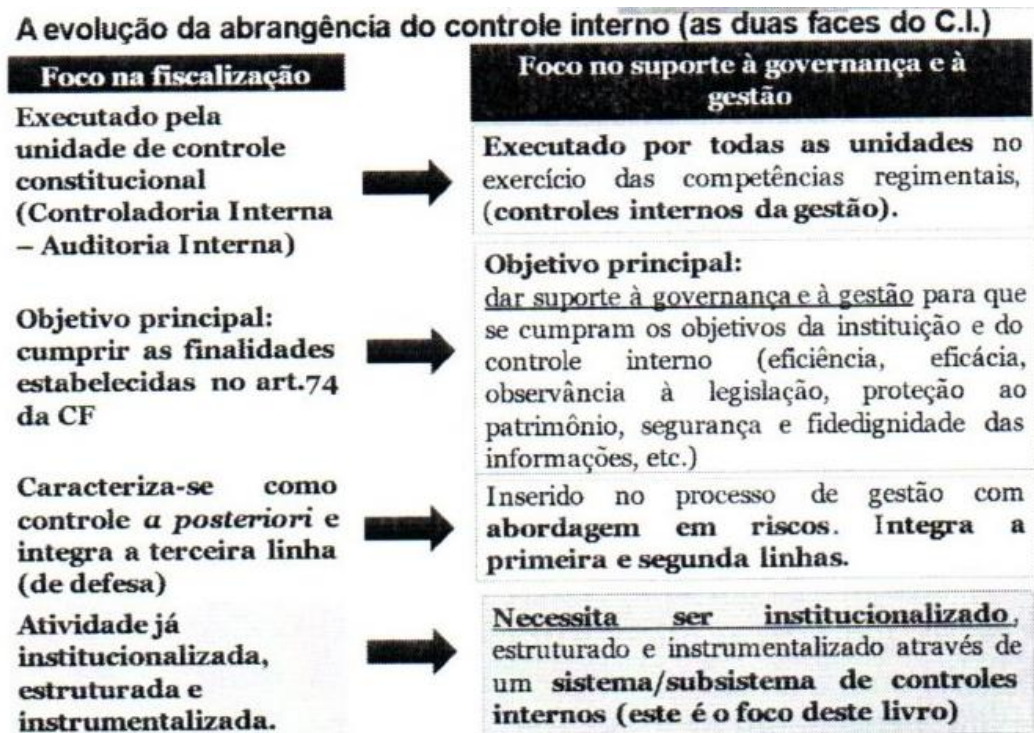 A evolução da abrangência do controle interno (as duas faces do C.I.)
Foco na fiscalização
Executado pela
unidade de controle
constitucional
(Controladoria Interna
– Auditoria Interna)
Objetivo principal:
cumprir as finalidades
estabelecidas no art.74
da CF
Caracteriza-se como
controle a posteriori e
integra a terceira linha
(de defesa)
Atividade já
institucionalizada,
estruturada e
instrumentalizada.
Foco no suporte à governança e à
gestão
Executado por todas as unidades no
exercício das competências regimentais,
(controles internos da gestão).
Objetivo principal:
dar suporte à governança e à gestão para que
se cumpram os objetivos da instituição e do
controle interno (eficiência, eficácia,
observância à legislação, proteção ao
patrimônio, segurança e fidedignidade das
informações, etc.)
Inserido no processo de gestão com
abordagem em riscos. Integra a
primeira e segunda linhas.
Necessita ser institucionalizado,
estruturado e instrumentalizado através de
um sistema/subsistema de controles
internos (este é o foco deste livro)